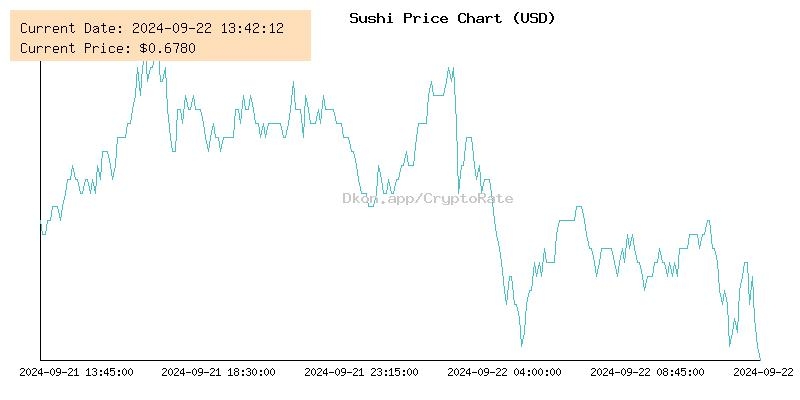 Sushi Price Chart (USD)
Current Date: 2024-09-22 13:42:12
Current Price: $0.6780
Dkon.app/CryptoRate
2024-09-21 13:45:00 2024-09-21 18:30:00 2024-09-21 23:15:00 2024-09-22 04:00:00 2024-09-22 08:45:00 2024-09-22